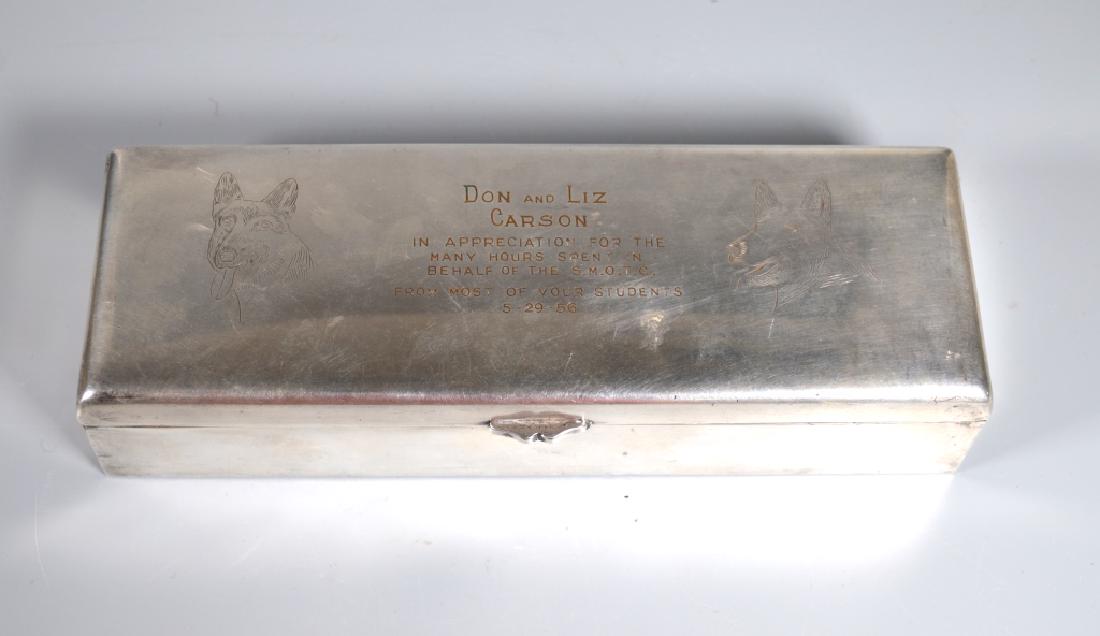 DON AND LIZ
CARSON
IN APPRECIATION FOR THE
MANY HOURS SPENT IN
BEHALF OF THE S.M.O.T.C.
FROM MOST OF YOUR STUDENTS
5-29-56